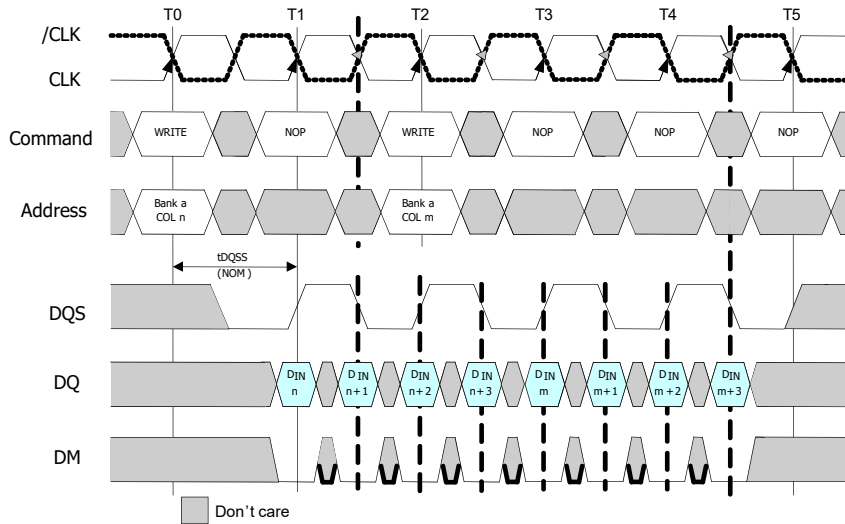 T0 T1 T2 T3 T4 T5
/CLK
CLK
Command WRITE NOP WRITE NOP NOP NOP
Address Bank a COL n Bank a COL m
tDQSS
(NOM )
DQS
DQ DIN n DIN n+1 DIN n+2 DIN n+3 DIN m DIN m+1 DIN m+2 DIN m+3
DM
Don't care